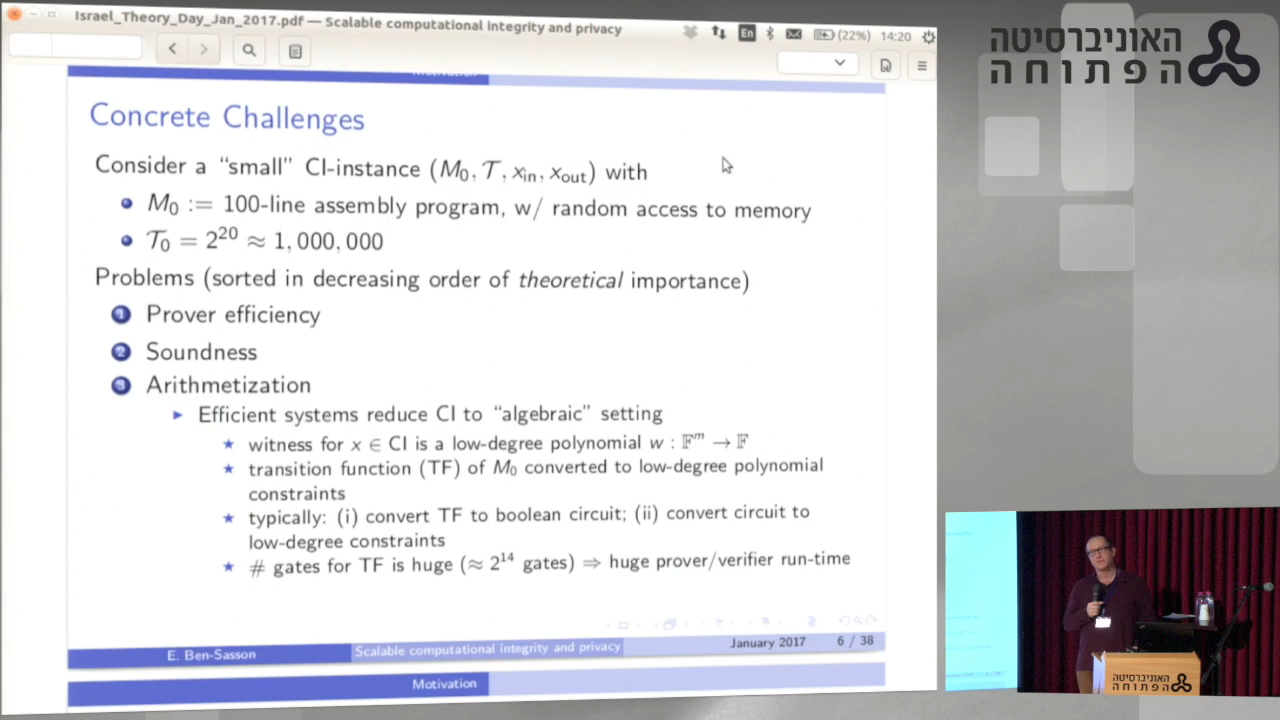 Israel_Theory_Day_Jan_2017.pdf — Scalable computational integrity and privacy
En
(22%)
14:20
האוניברסיטה
הפתוחה
Concrete Challenges
Consider a “small” CI-instance (M₀, 𝒯, x_in, x_out) with
M₀ := 100-line assembly program, w/ random access to memory
𝒯₀ = 2²⁰ ≈ 1,000,000
Problems (sorted in decreasing order of theoretical importance)
1 Prover efficiency
2 Soundness
3 Arithmetization
▶ Efficient systems reduce CI to “algebraic” setting
★ witness for x ∈ CI is a low-degree polynomial w : 𝔽ᵐ → 𝔽
★ transition function (TF) of M₀ converted to low-degree polynomial
constraints
★ typically: (i) convert TF to boolean circuit; (ii) convert circuit to
low-degree constraints
★ # gates for TF is huge (≈ 2¹⁴ gates) ⇒ huge prover/verifier run-time
E. Ben-Sasson
Scalable computational integrity and privacy
January 2017
6 / 38
Motivation
האוניברסיטה
הפתוחה